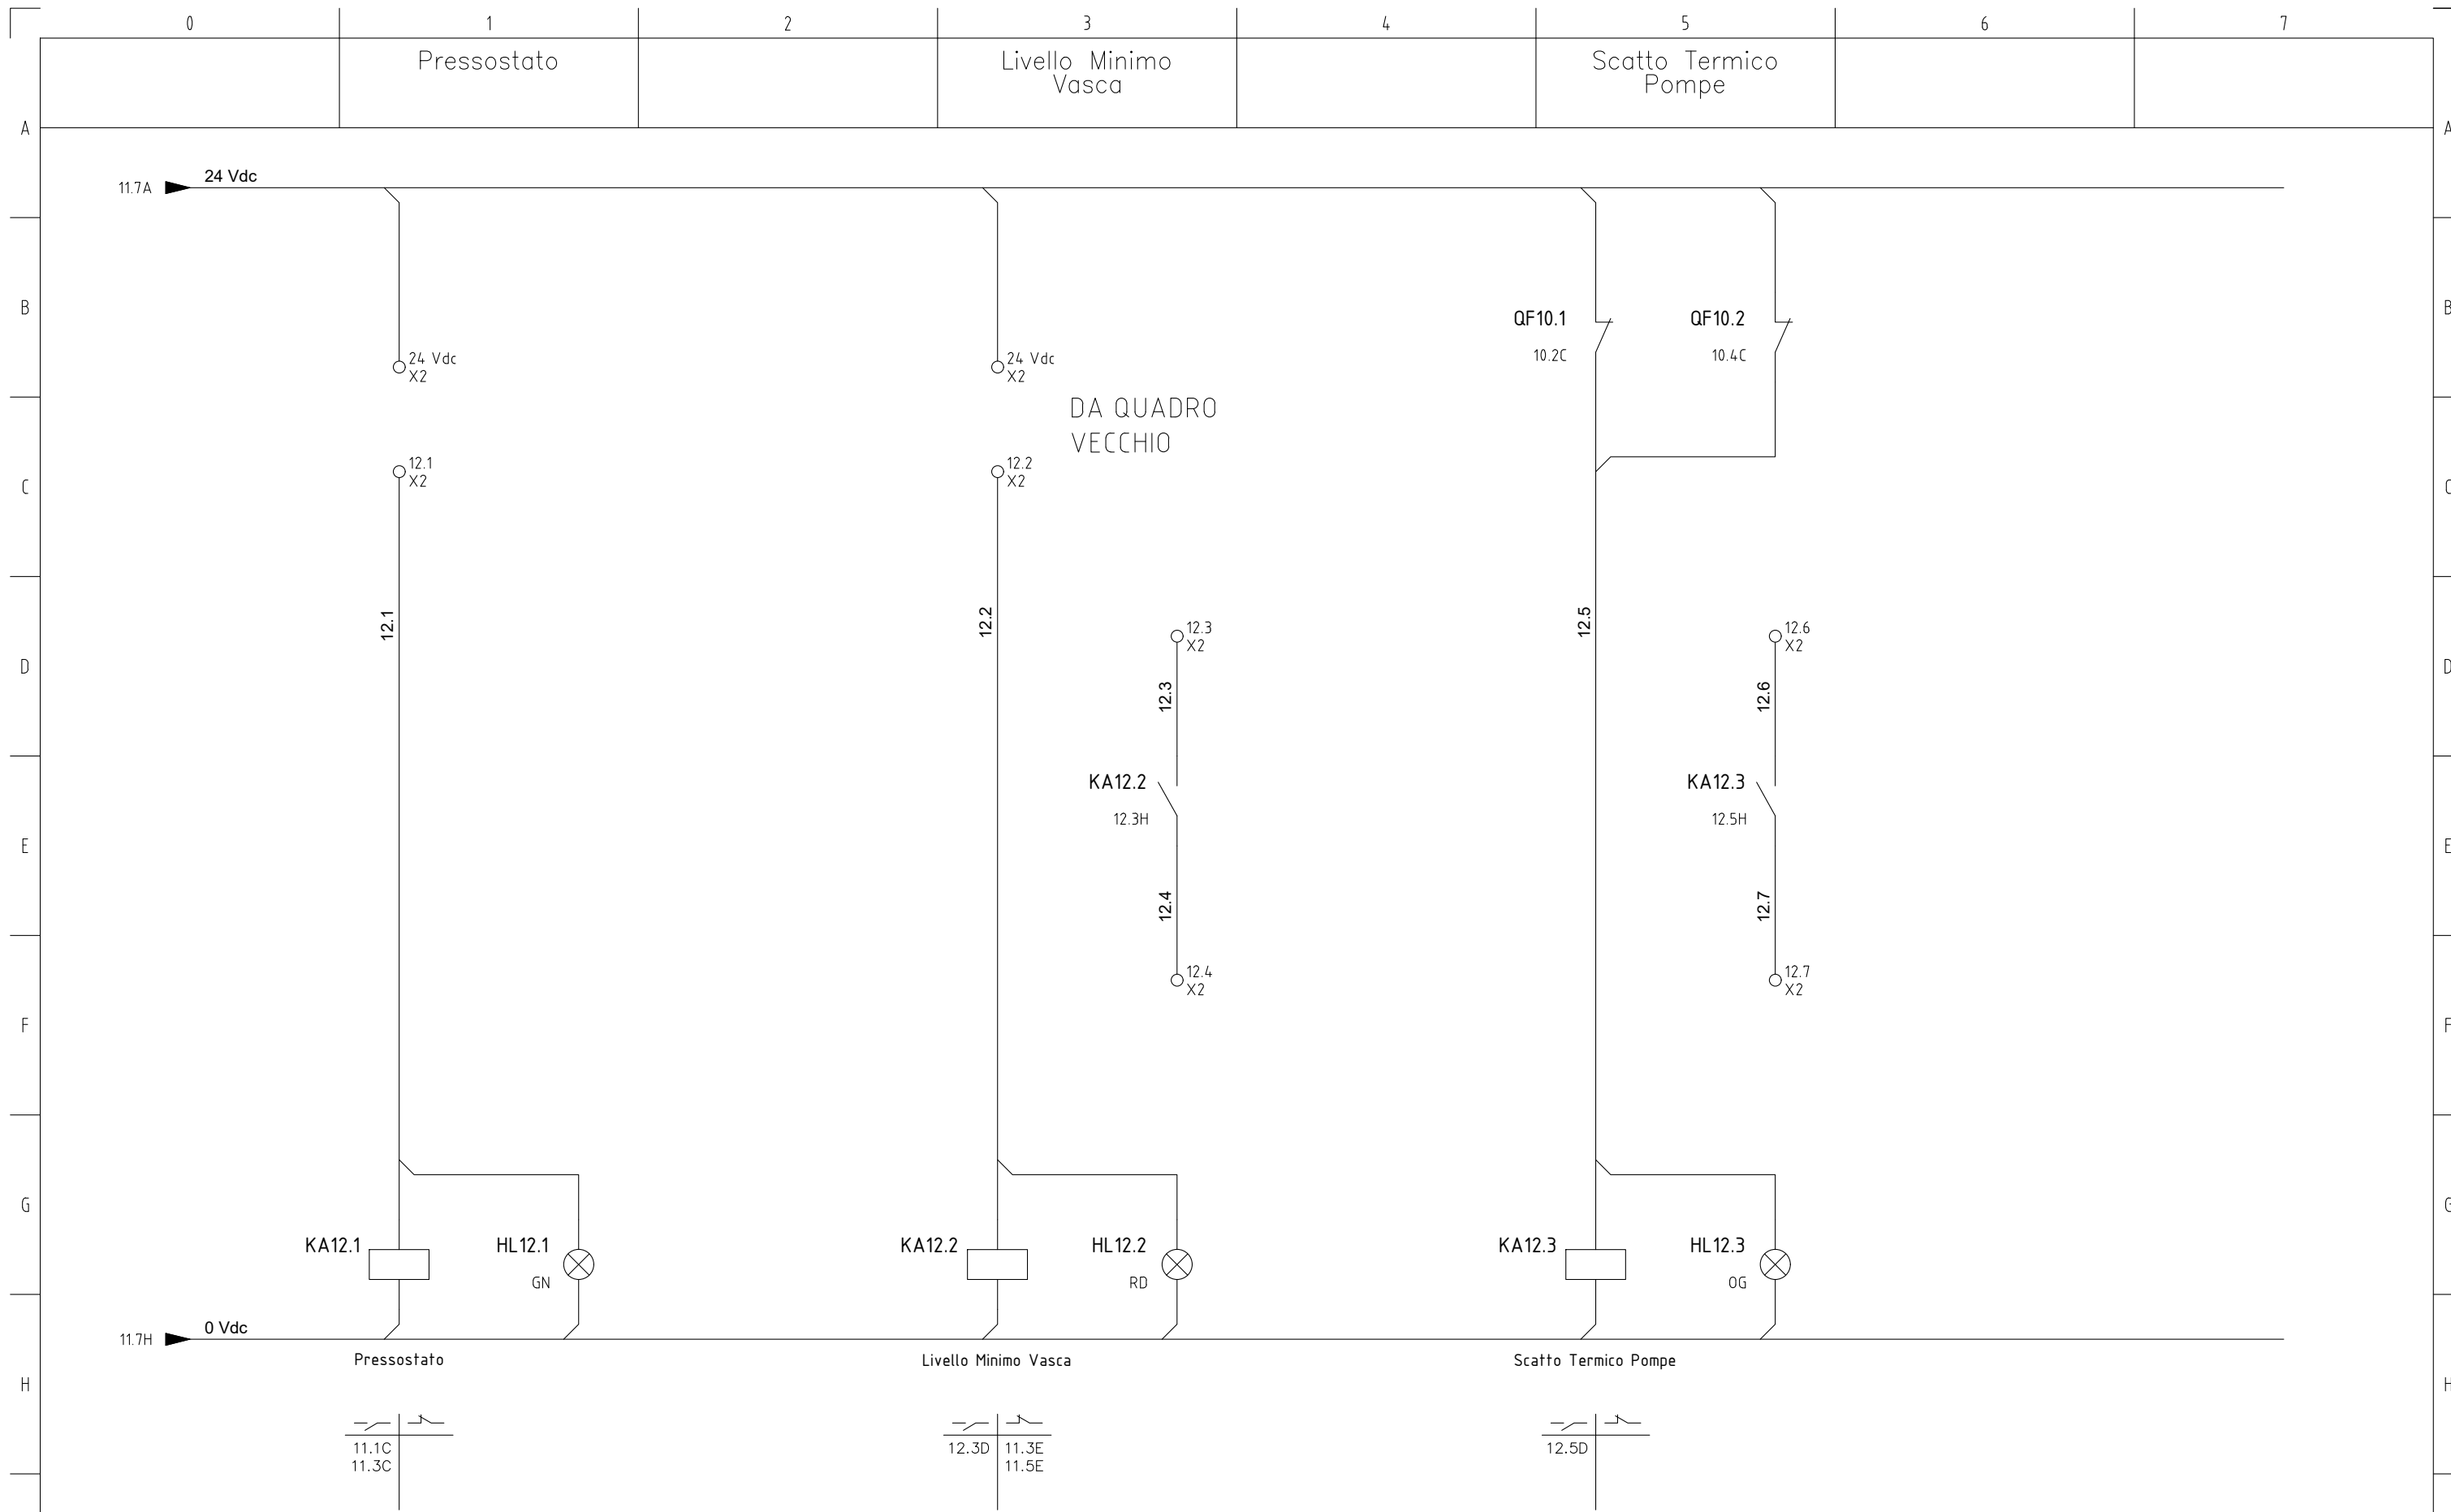 0 1 2 3 4 5 6 7
Pressostato
Livello Minimo
Vasca
Scatto Termico
Pompe
A A
11.7A 24 Vdc
B B
QF10.1 QF10.2
10.2C 10.4C
24 Vdc
X2
24 Vdc
X2
DA QUADRO
VECCHIO
12.1
X2
12.2
X2
C C
12.1 12.2 12.5
12.3
X2
12.6
X2
D D
12.3 12.6
KA12.2 KA12.3
12.3H 12.5H
E E
12.4 12.7
12.4
X2
12.7
X2
F F
G G
KA12.1 HL12.1 KA12.2 HL12.2 KA12.3 HL12.3
GN RD OG
11.7H 0 Vdc
Pressostato Livello Minimo Vasca Scatto Termico Pompe
H H
11.1C 12.3D 11.3E 12.5D
11.3C 11.5E